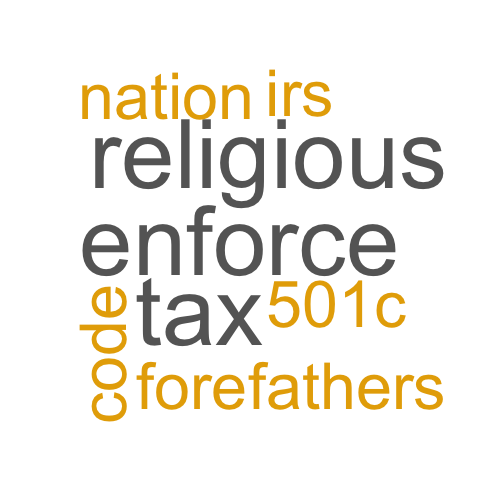 nation irs
religious
enforce
tax 501c
code
forefathers